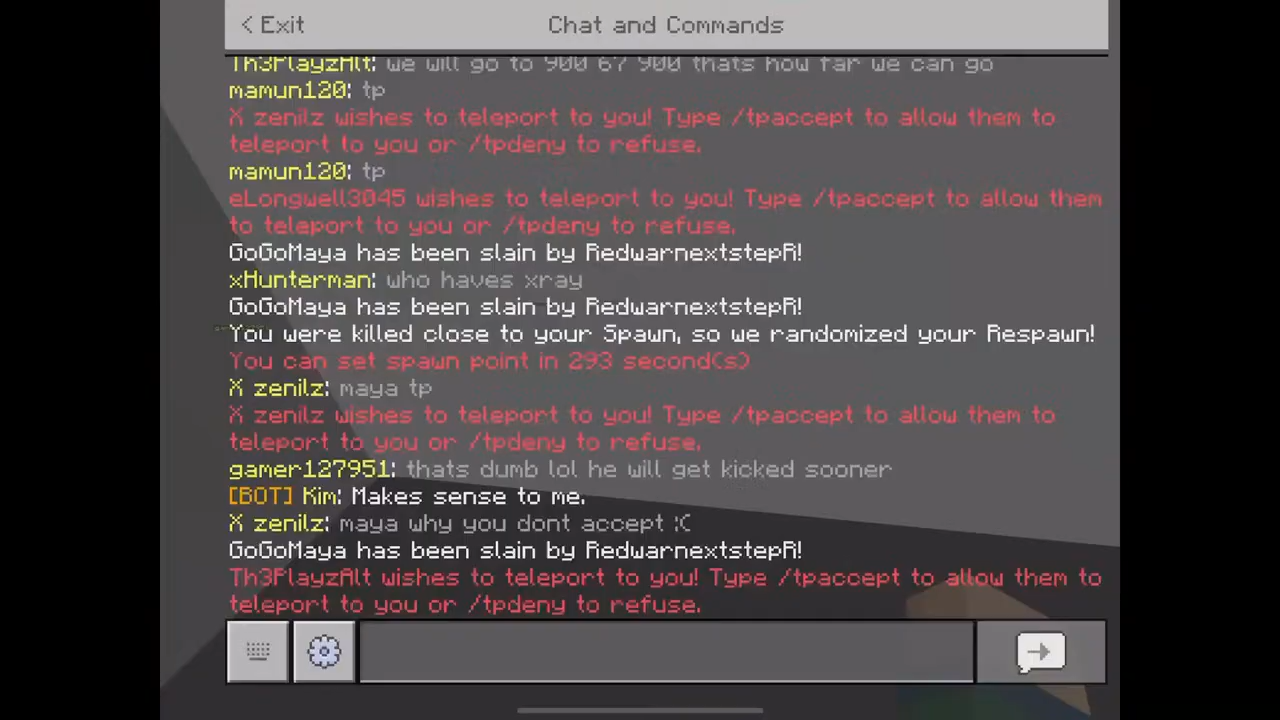 < Exit
Chat and Commands
Th3FlayzAlt: we will go to 900 67 900 thats how far we can go
mamun120: tp
X zenilz wishes to teleport to you! Type /tpaccept to allow them to
teleport to you or /tpdeny to refuse.
mamun120: tp
eLongwell3045 wishes to teleport to you! Type /tpaccept to allow them
to teleport to you or /tpdeny to refuse.
GoGoMaya has been slain by RedwarnextstepR!
xHunterman: who haves xray
GoGoMaya has been slain by RedwarnextstepR!
You were killed close to your Spawn, so we randomized your Respawn!
You can set spawn point in 293 second(s)
X zenilz: maya tp
X zenilz wishes to teleport to you! Type /tpaccept to allow them to
teleport to you or /tpdeny to refuse.
gamer127951: thats dumb lol he will get kicked sooner
[BOT] Kim: Makes sense to me.
X zenilz: maya why you dont accept :C
GoGoMaya has been slain by RedwarnextstepR!
Th3FlayzAlt wishes to teleport to you! Type /tpaccept to allow them to
teleport to you or /tpdeny to refuse.